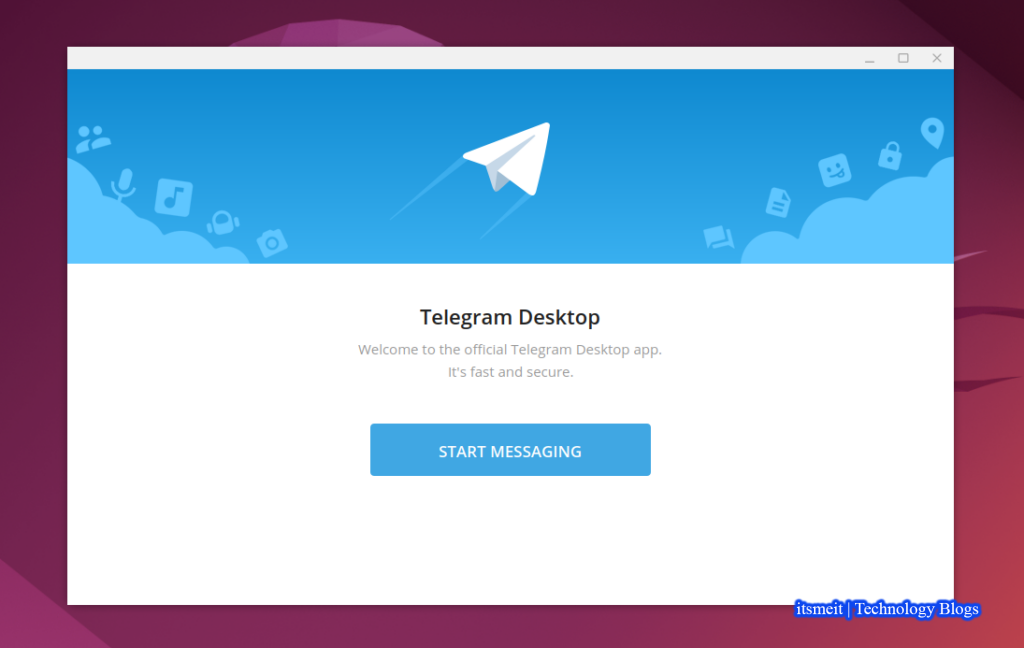 Telegram Desktop
Welcome to the official Telegram Desktop app.
It's fast and secure.
START MESSAGING
itsmeit | Technology Blogs